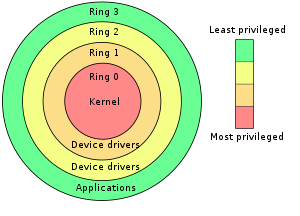 Ring 3
Ring 2
Ring 1
Ring 0
Kernel
Device drivers
Device drivers
Applications
Least privileged
Most privileged